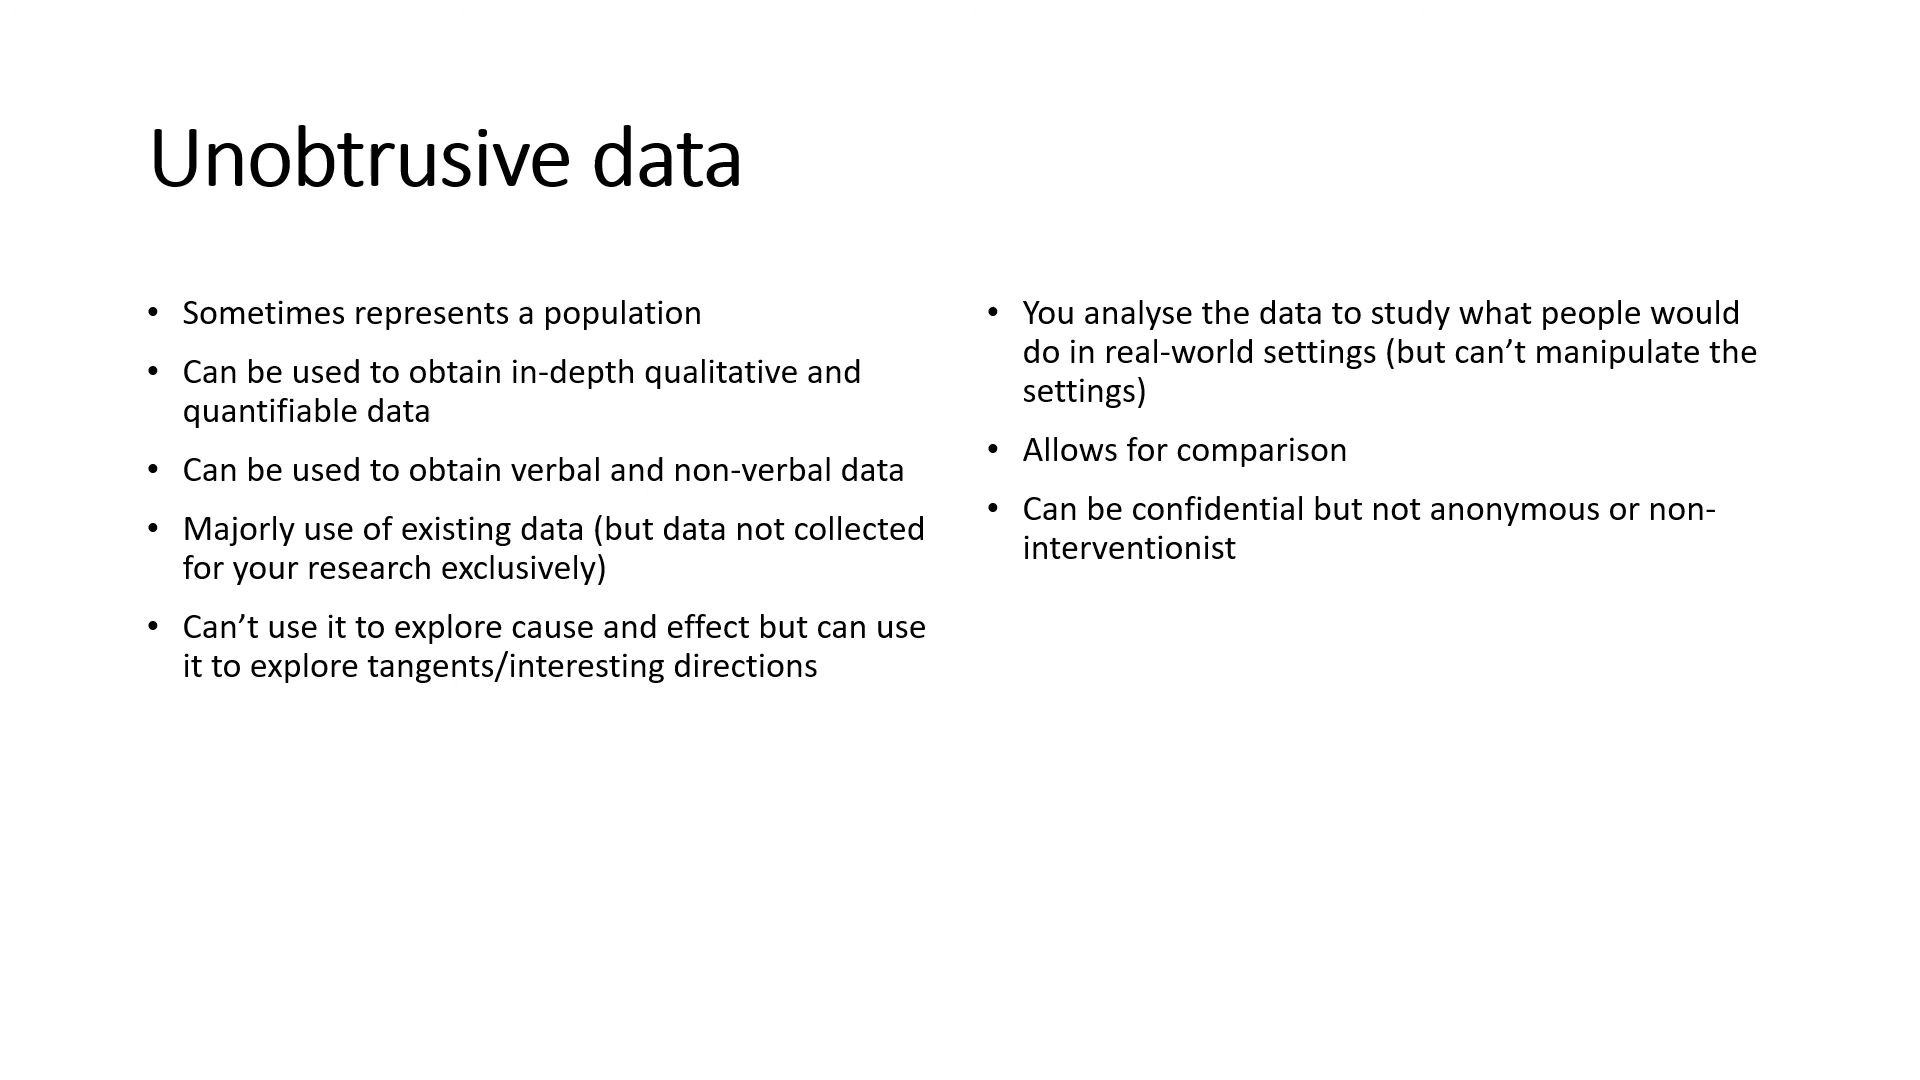 Unobtrusive data
• Sometimes represents a population
• Can be used to obtain in-depth qualitative and
quantifiable data
• Can be used to obtain verbal and non-verbal data
• Majorly use of existing data (but data not collected
for your research exclusively)
• Can’t use it to explore cause and effect but can use
it to explore tangents/interesting directions
• You analyse the data to study what people would
do in real-world settings (but can’t manipulate the
settings)
• Allows for comparison
• Can be confidential but not anonymous or non-
interventionist